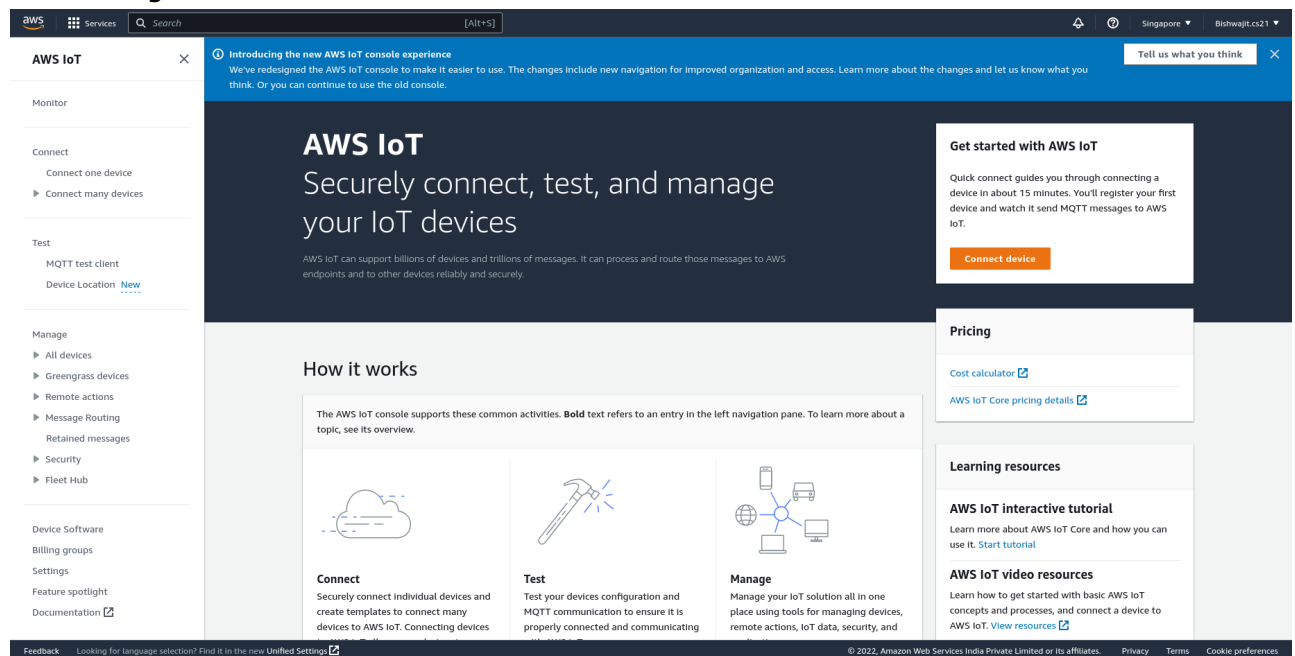 aws
Services
Search
[Alt+S]
Singapore ▼
Bishwajit.cs21 ▼
AWS IoT
Monitor
Connect
Connect one device
Connect many devices
Test
MQTT test client
Device Location New
Manage
All devices
Greengrass devices
Remote actions
Message Routing
Retained messages
Security
Fleet Hub
Device Software
Billing groups
Settings
Feature spotlight
Documentation
Introducing the new AWS IoT console experience
We've redesigned the AWS IoT console to make it easier to use. The changes include new navigation for improved organization and access. Learn more about the changes and let us know what you
think. Or you can continue to use the old console.
Tell us what you think
AWS IoT
Securely connect, test, and manage
your IoT devices
AWS IoT can support billions of devices and trillions of messages. It can process and route those messages to AWS
endpoints and to other devices reliably and securely.
Get started with AWS IoT
Quick connect guides you through connecting a
device in about 15 minutes. You'll register your first
device and watch it send MQTT messages to AWS
IoT.
Connect device
Pricing
Cost calculator
AWS IoT Core pricing details
How it works
The AWS IoT console supports these common activities. Bold text refers to an entry in the left navigation pane. To learn more about a
topic, see its overview.
Connect
Securely connect individual devices and
create templates to connect many
devices to AWS IoT. Connecting devices
Test
Test your devices configuration and
MQTT communication to ensure it is
properly connected and communicating
Manage
Manage your IoT solution all in one
place using tools for managing devices,
remote actions, IoT data, security, and
Learning resources
AWS IoT interactive tutorial
Learn more about AWS IoT Core and how you can
use it. Start tutorial
AWS IoT video resources
Learn how to get started with basic AWS IoT
concepts and processes, and connect a device to
AWS IoT. View resources
Feedback
Looking for language selection? Find it in the new Unified Settings
© 2022, Amazon Web Services India Private Limited or its affiliates.
Privacy
Terms
Cookie preferences